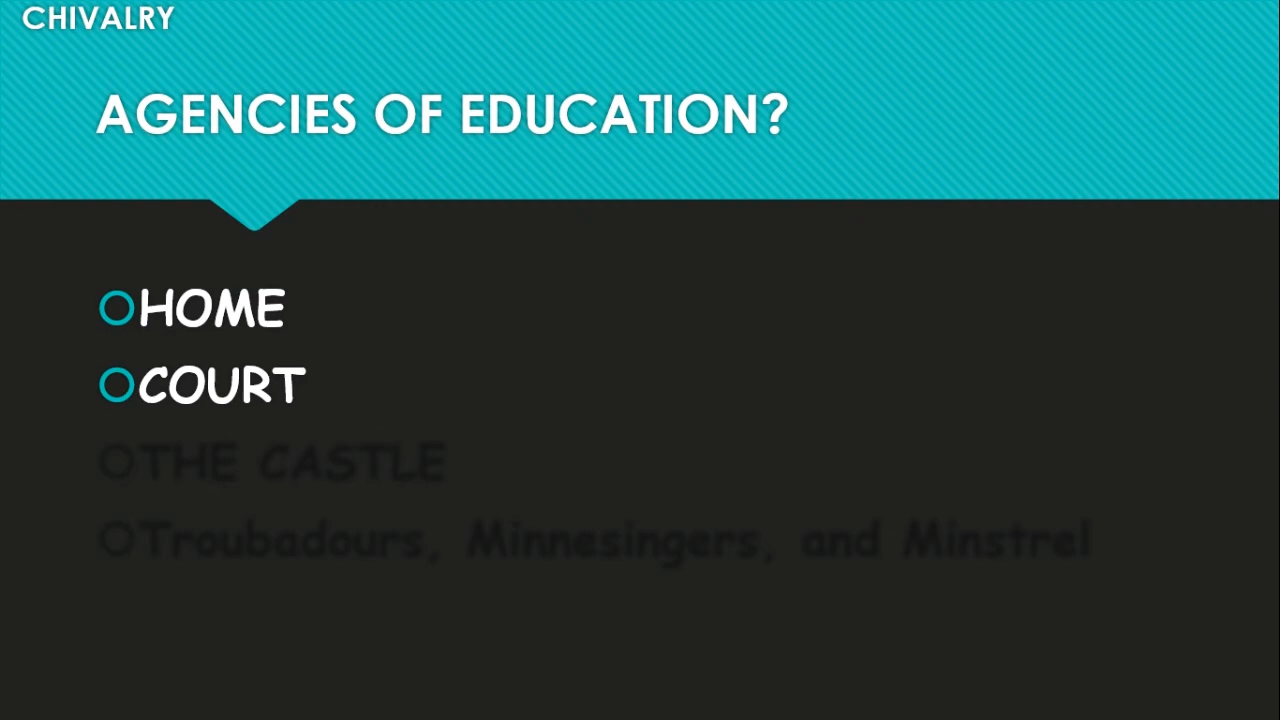 CHIVALRY
AGENCIES OF EDUCATION?
HOME
COURT
THE CASTLE
Troubadours, Minnesingers, and Minstrel